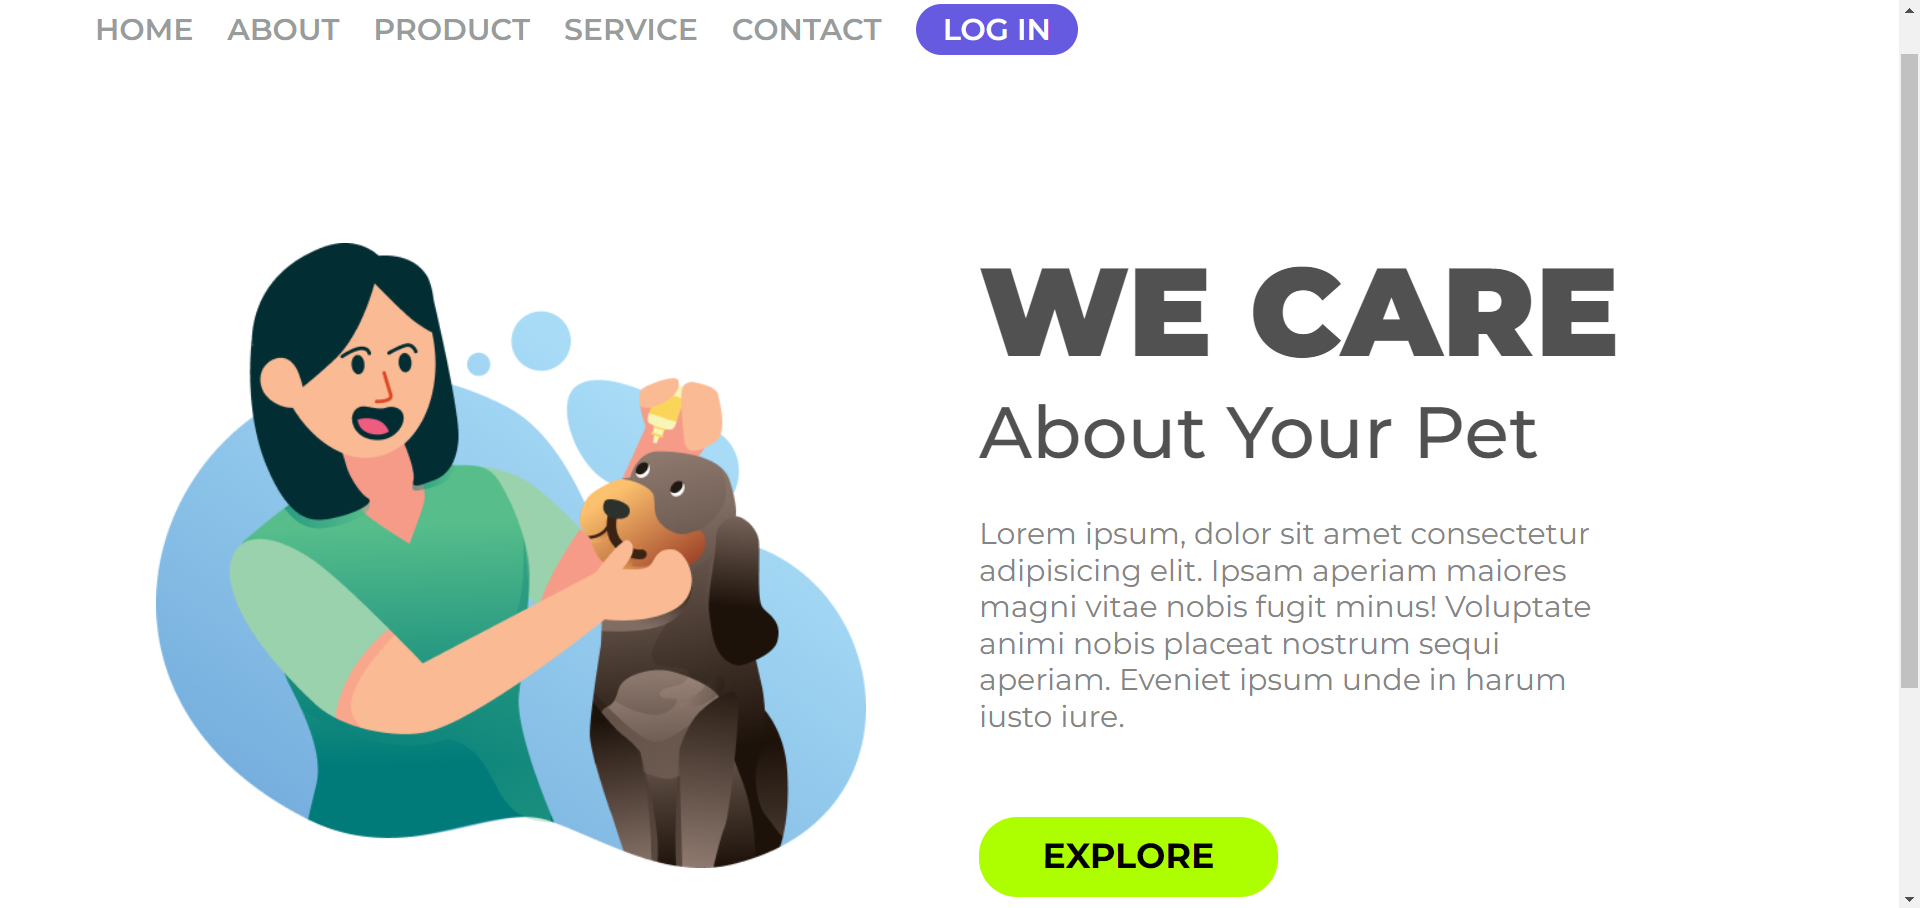 HOME ABOUT PRODUCT SERVICE CONTACT LOG IN
WE CARE
About Your Pet
Lorem ipsum, dolor sit amet consectetur
adipisicing elit. Ipsam aperiam maiores
magni vitae nobis fugit minus! Voluptate
animi nobis placeat nostrum sequi
aperiam. Eveniet ipsum unde in harum
iusto iure.
EXPLORE